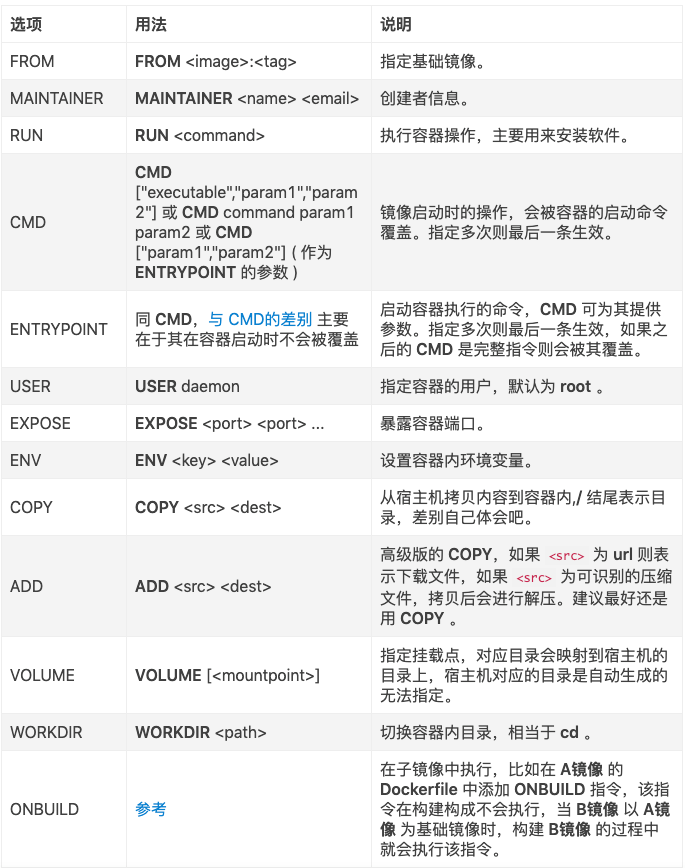 选项 用法 说明
FROM FROM <image>:<tag> 指定基础镜像。
MAINTAINER MAINTAINER <name> <email> 创建者信息。
RUN RUN <command> 执行容器操作，主要用来安装软件。
CMD
CMD
["executable","param1","param
2"] 或 CMD command param1
param2 或 CMD
["param1","param2"] ( 作为
ENTRYPOINT 的参数 )
镜像启动时的操作，会被容器的启动命令
覆盖。指定多次则最后一条生效。
ENTRYPOINT
同 CMD，与 CMD的差别 主要
在于其在容器启动时不会被覆盖
启动容器执行的命令，CMD 可为其提供
参数。指定多次则最后一条生效，如果之
后的 CMD 是完整指令则会被其覆盖。
USER USER daemon 指定容器的用户，默认为 root 。
EXPOSE EXPOSE <port> <port> ... 暴露容器端口。
ENV ENV <key> <value> 设置容器内环境变量。
COPY COPY <src> <dest>
从宿主机拷贝内容到容器内,/ 结尾表示目
录，差别自己体会吧。
ADD ADD <src> <dest>
高级版的 COPY，如果 <src> 为 url 则表
示下载文件，如果 <src> 为可识别的压缩
文件，拷贝后会进行解压。建议最好还是
用 COPY 。
VOLUME VOLUME [<mountpoint>]
指定挂载点，对应目录会映射到宿主机的
目录上，宿主机对应的目录是自动生成的
无法指定。
WORKDIR WORKDIR <path> 切换容器内目录，相当于 cd 。
ONBUILD 参考
在子镜像中执行，比如在 A镜像 的
Dockerfile 中添加 ONBUILD 指令，该指
令在构建构成不会执行，当 B镜像 以 A镜
像 为基础镜像时，构建 B镜像 的过程中
就会执行该指令。